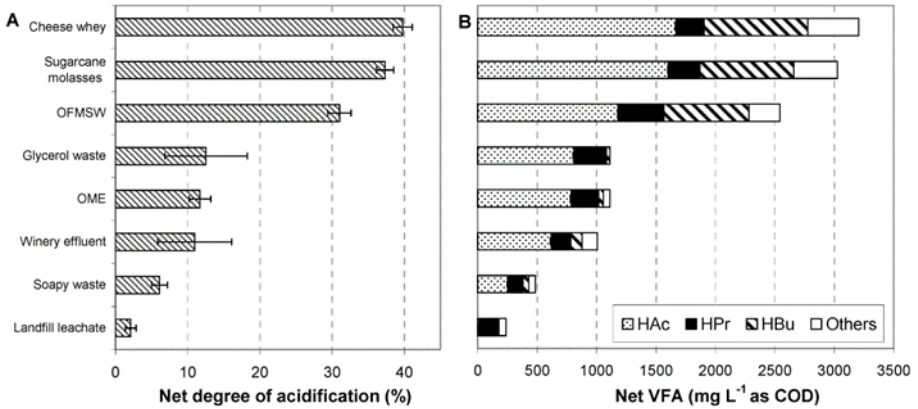 A
Cheese whey
Sugarcane
molasses
OFMSW
Glycerol waste
OME
Winery effluent
Soapy waste
Landfill leachate
0 10 20 30 40
Net degree of acidification (%)
B
HAc HPr HBu Others
0 500 1000 1500 2000 2500 3000 3500
Net VFA (mg L⁻¹ as COD)